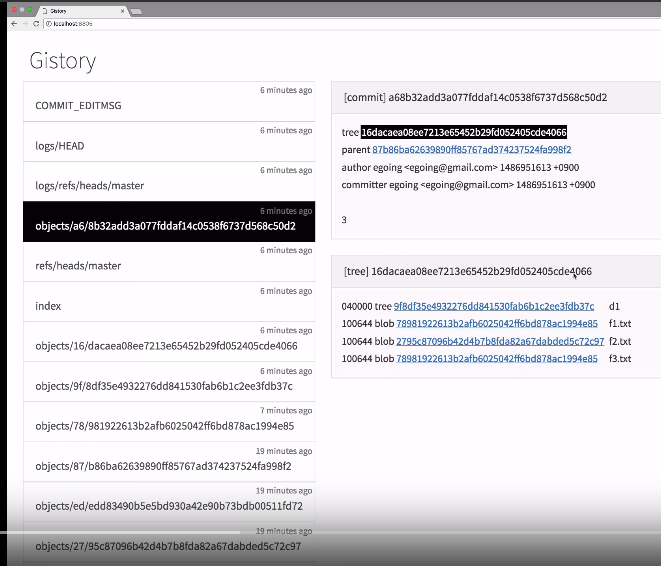 Gistory
localhost:8805
Gistory
6 minutes ago
COMMIT_EDITMSG
6 minutes ago
logs/HEAD
6 minutes ago
logs/refs/heads/master
6 minutes ago
objects/a6/8b32add3a077fddaf14c0538f6737d568c50d2
6 minutes ago
refs/heads/master
6 minutes ago
index
6 minutes ago
objects/16/dacaea08ee7213e65452b29fd052405cde4066
6 minutes ago
objects/9f/8df35e4932276dd841530fab6b1c2ee3fdb37c
7 minutes ago
objects/78/981922613b2afb6025042ff6bd878ac1994e85
19 minutes ago
objects/87/b86ba62639890ff85767ad374237524fa998f2
19 minutes ago
objects/ed/edd83490b5e5bd930a42e90b73bdb00511fd72
19 minutes ago
objects/27/95c87096b42d4b7b8fda82a67dabded5c72c97
[commit] a68b32add3a077fddaf14c0538f6737d568c50d2
tree 16dacaea08ee7213e65452b29fd052405cde4066
parent 87b86ba62639890ff85767ad374237524fa998f2
author egoing <egoing@gmail.com> 1486951613 +0900
committer egoing <egoing@gmail.com> 1486951613 +0900
3
[tree] 16dacaea08ee7213e65452b29fd052405cde4066
040000 tree 9f8df35e4932276dd841530fab6b1c2ee3fdb37c d1
100644 blob 78981922613b2afb6025042ff6bd878ac1994e85 f1.txt
100644 blob 2795c87096b42d4b7b8fda82a67dabded5c72c97 f2.txt
100644 blob 78981922613b2afb6025042ff6bd878ac1994e85 f3.txt